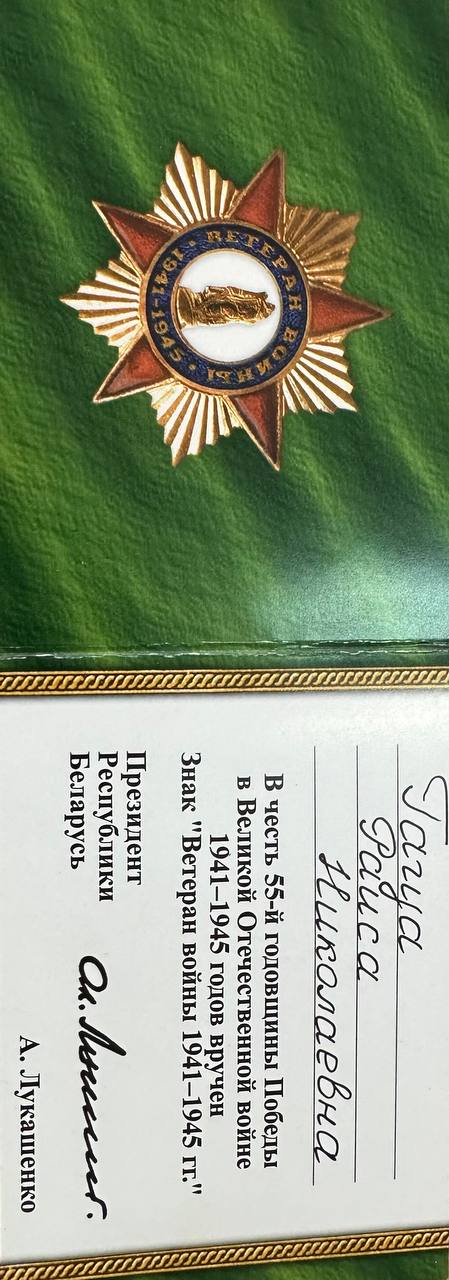 ВЕТЕРАН ВОЙНЫ
1941-1945
Гагуа
Раиса
Николаевна
В честь 55-й годовщины Победы
в Великой Отечественной войне
1941–1945 годов вручен
Знак "Ветеран войны 1941–1945 гг."
Президент
Республики
Беларусь
А. Лукашенко